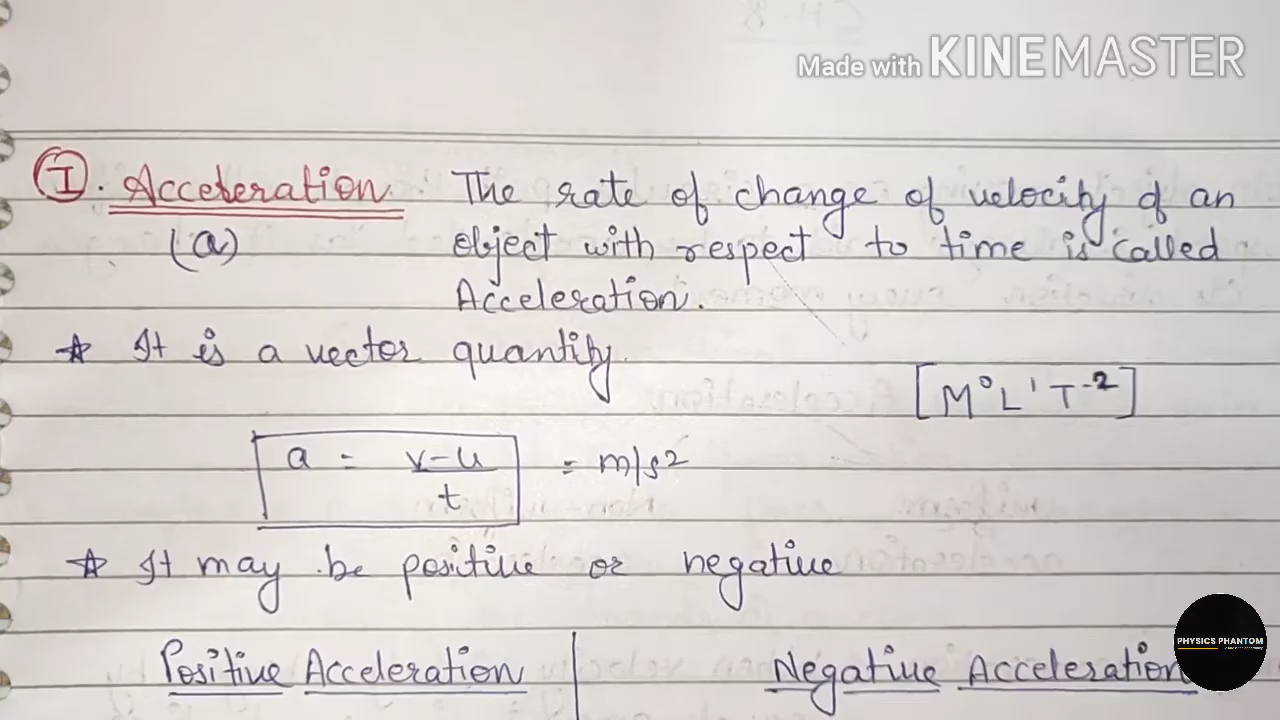 Made with KINEMASTER
I. Acceleration : The rate of change of velocity of an
(a) object with respect to time is called
Acceleration.
☆ It is a vector quantity.
[M⁰L¹T⁻²]
a = v-u/t = m/s²
☆ It may be positive or negative
Positive Acceleration | Negative Acceleration
PHYSICS PHANTOM